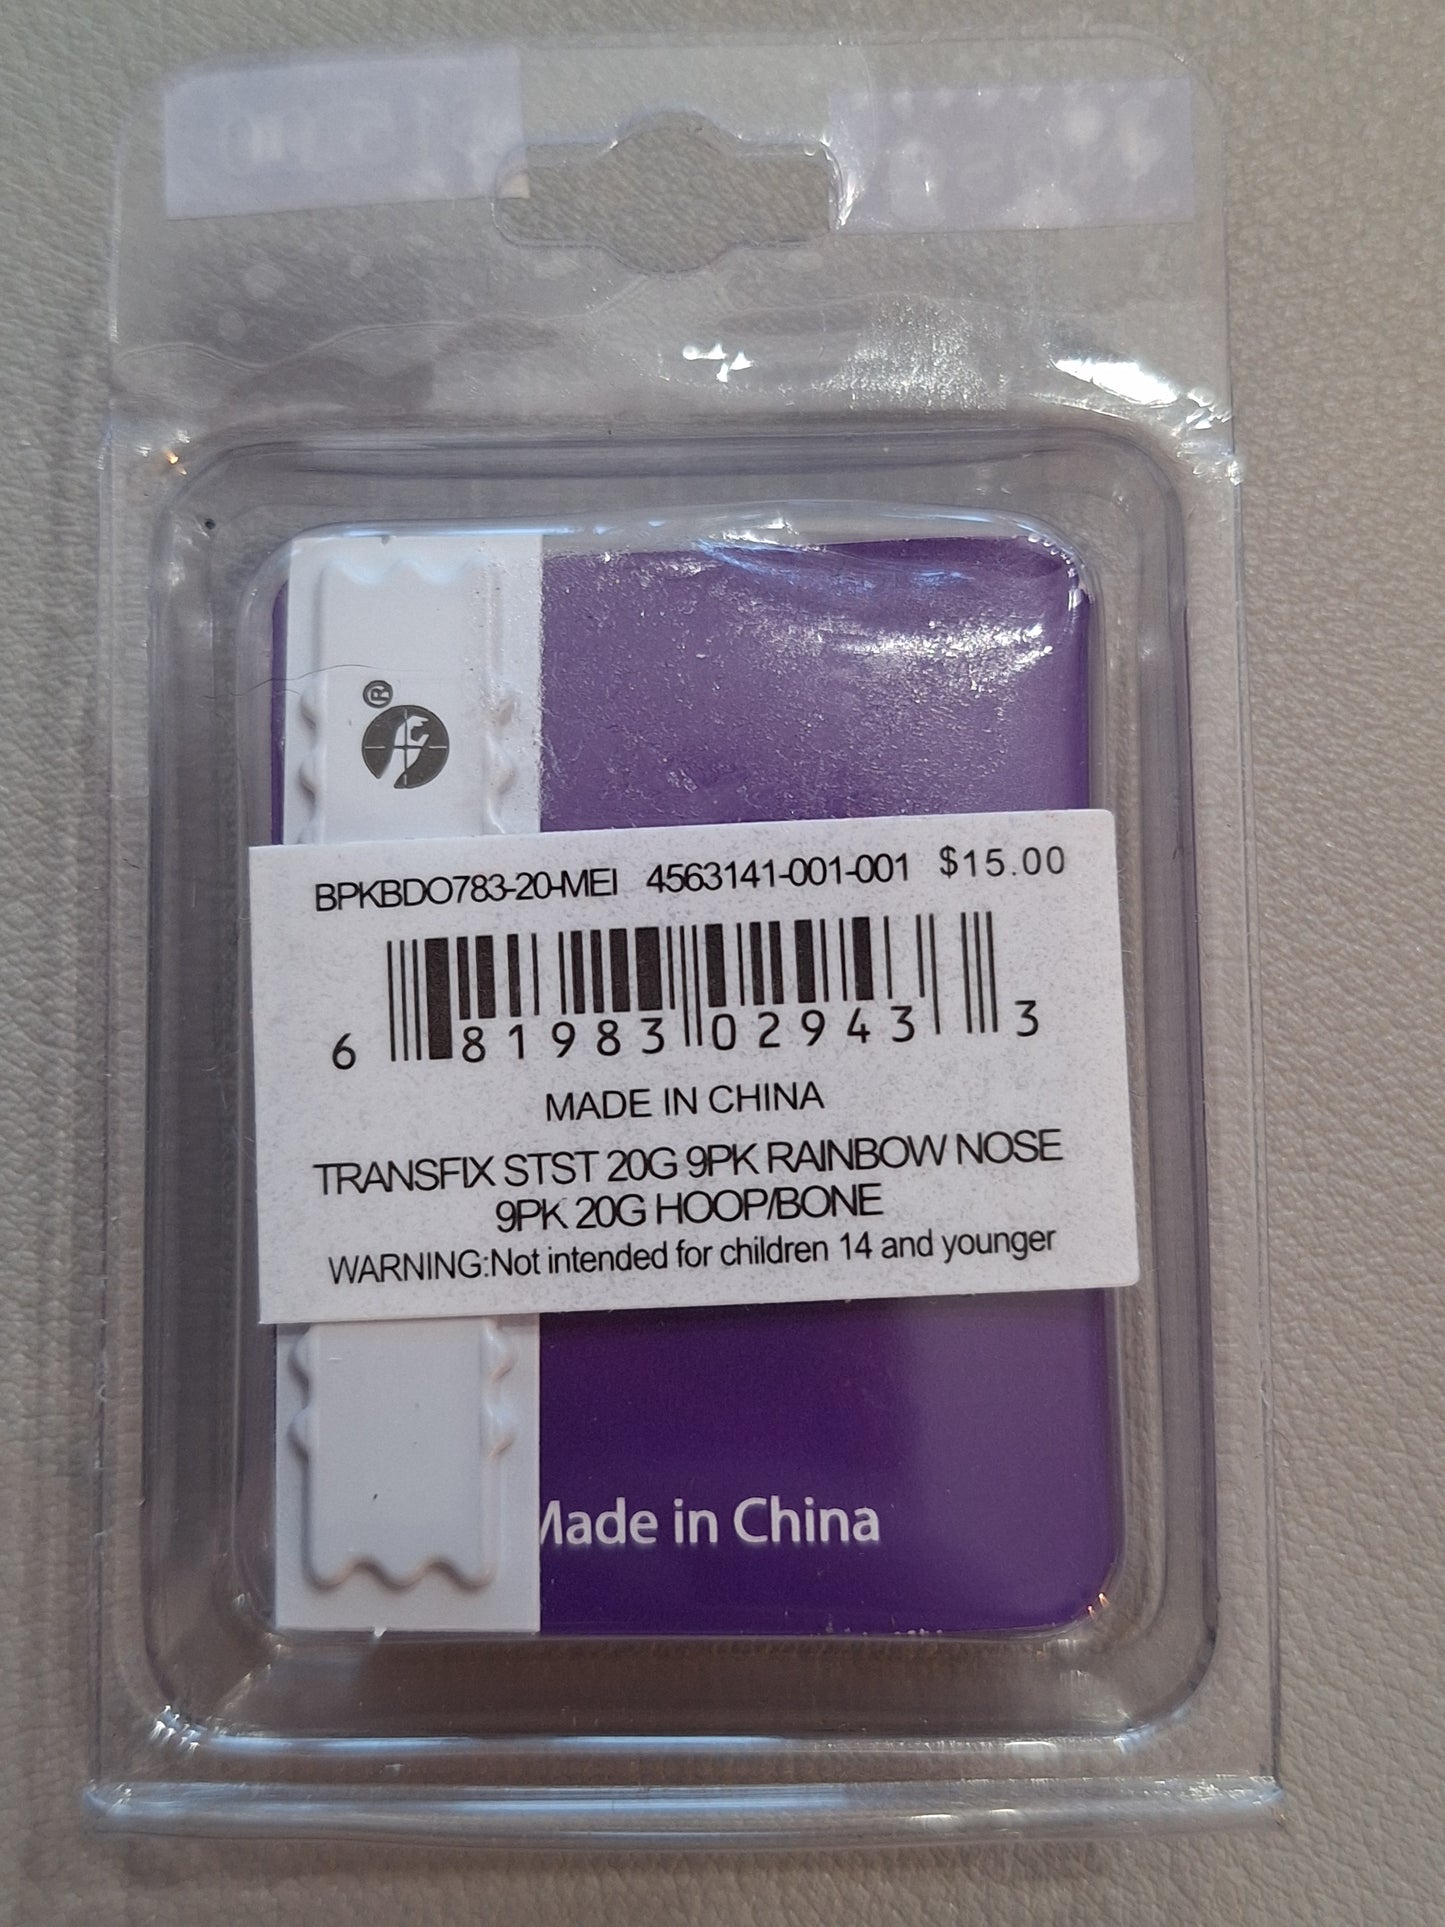 ®
BPKBDO783-20-MEI 4563141-001-001 $15.00
6 81983 02943 3
MADE IN CHINA
TRANSFIX STST 20G 9PK RAINBOW NOSE
9PK 20G HOOP/BONE
WARNING:Not intended for children 14 and younger
Made in China